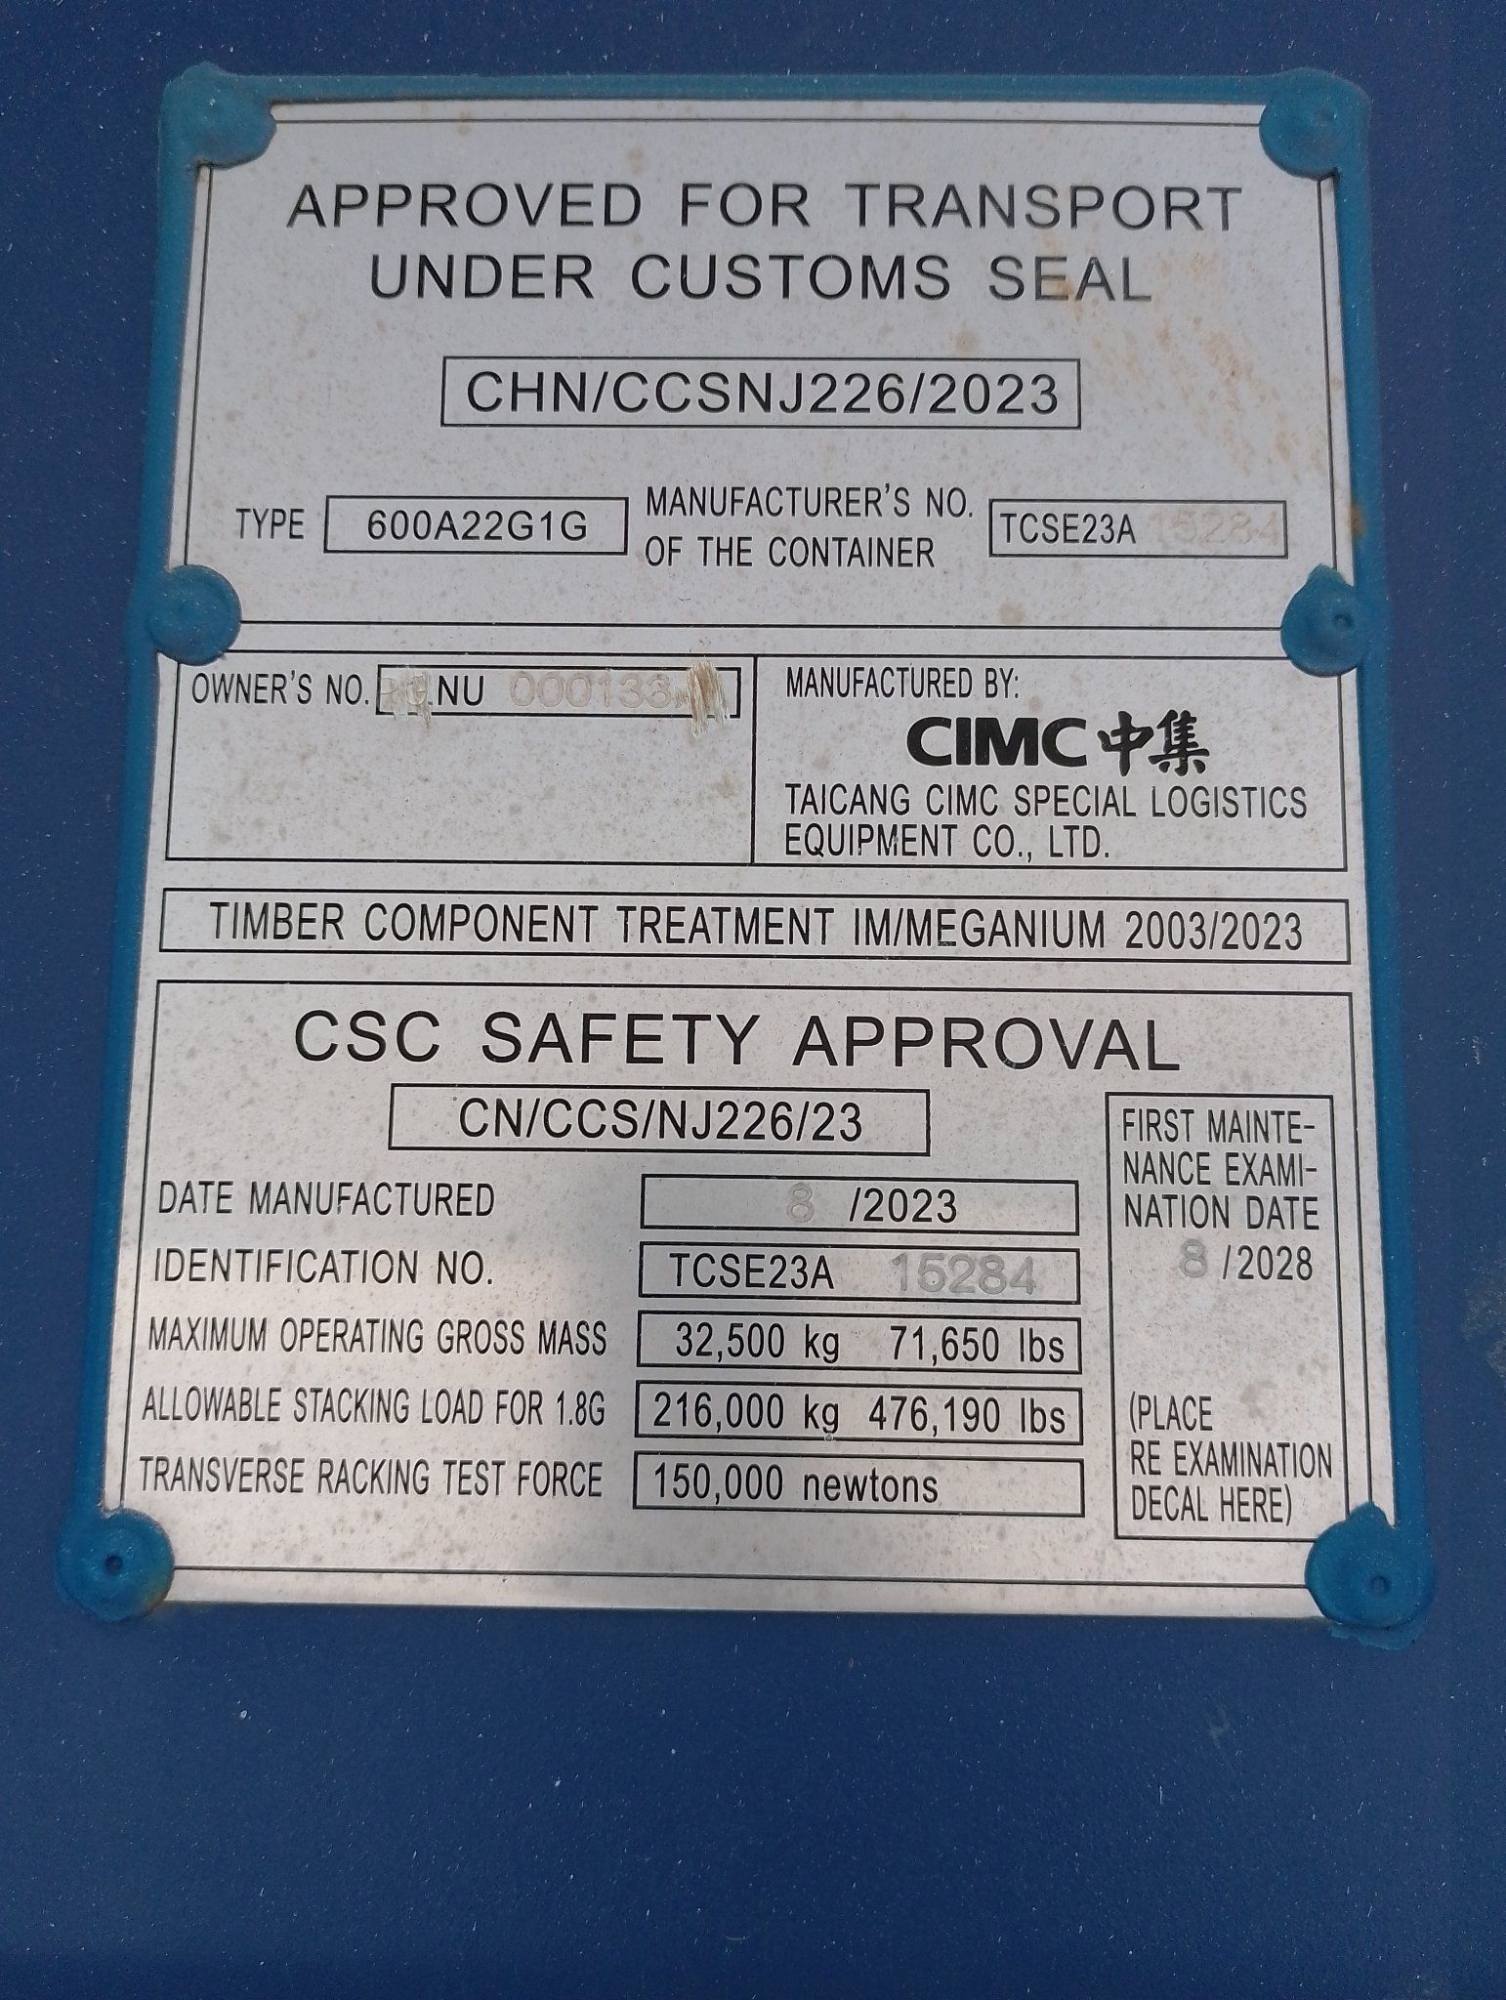 APPROVED FOR TRANSPORT
UNDER CUSTOMS SEAL
CHN/CCSNJ226/2023
TYPE 600A22G1G MANUFACTURER'S NO. OF THE CONTAINER TCSE23A 15284
OWNER'S NO. NU
MANUFACTURED BY:
CIMC中集
TAICANG CIMC SPECIAL LOGISTICS
EQUIPMENT CO., LTD.
TIMBER COMPONENT TREATMENT IM/MEGANIUM 2003/2023
CSC SAFETY APPROVAL
CN/CCS/NJ226/23
DATE MANUFACTURED 8 /2023
IDENTIFICATION NO. TCSE23A 15284
MAXIMUM OPERATING GROSS MASS 32,500 kg 71,650 lbs
ALLOWABLE STACKING LOAD FOR 1.8G 216,000 kg 476,190 lbs
TRANSVERSE RACKING TEST FORCE 150,000 newtons
FIRST MAINTE-
NANCE EXAMI-
NATION DATE
8 /2028
(PLACE
RE EXAMINATION
DECAL HERE)